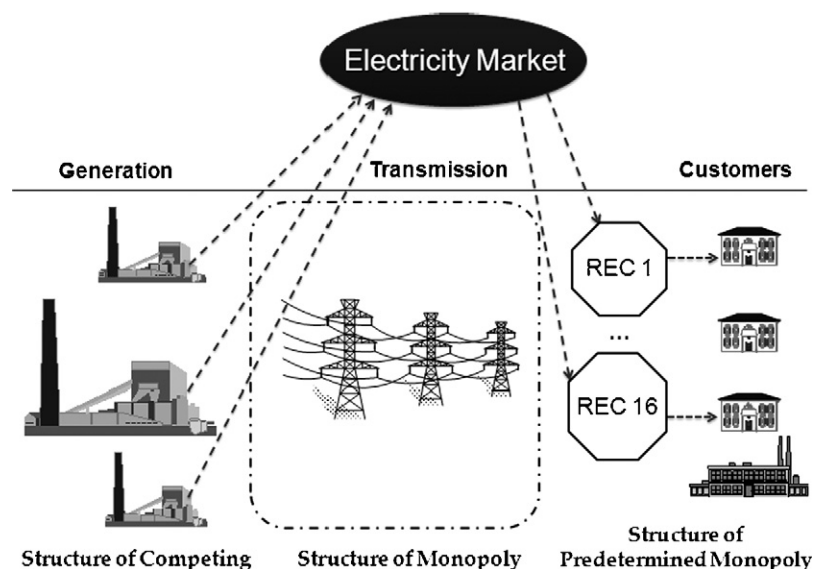 Electricity Market
Generation
Transmission
Customers
REC 1
...
REC 16
Structure of Competing
Structure of Monopoly
Structure of
Predetermined Monopoly